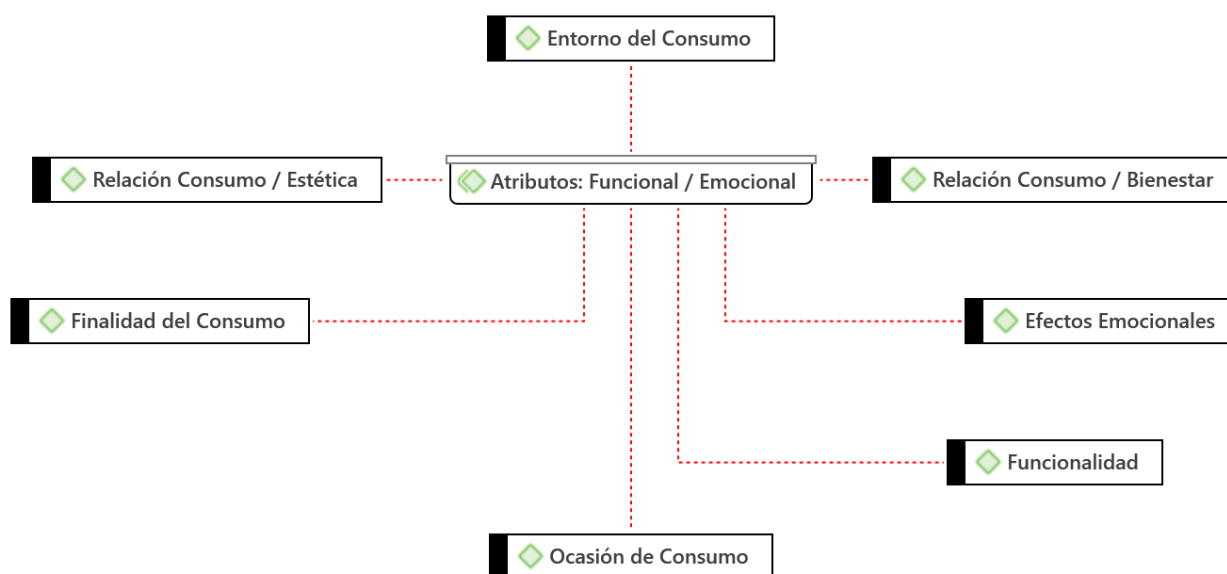 Entorno del Consumo
Relación Consumo / Estética
Atributos: Funcional / Emocional
Relación Consumo / Bienestar
Finalidad del Consumo
Efectos Emocionales
Funcionalidad
Ocasión de Consumo